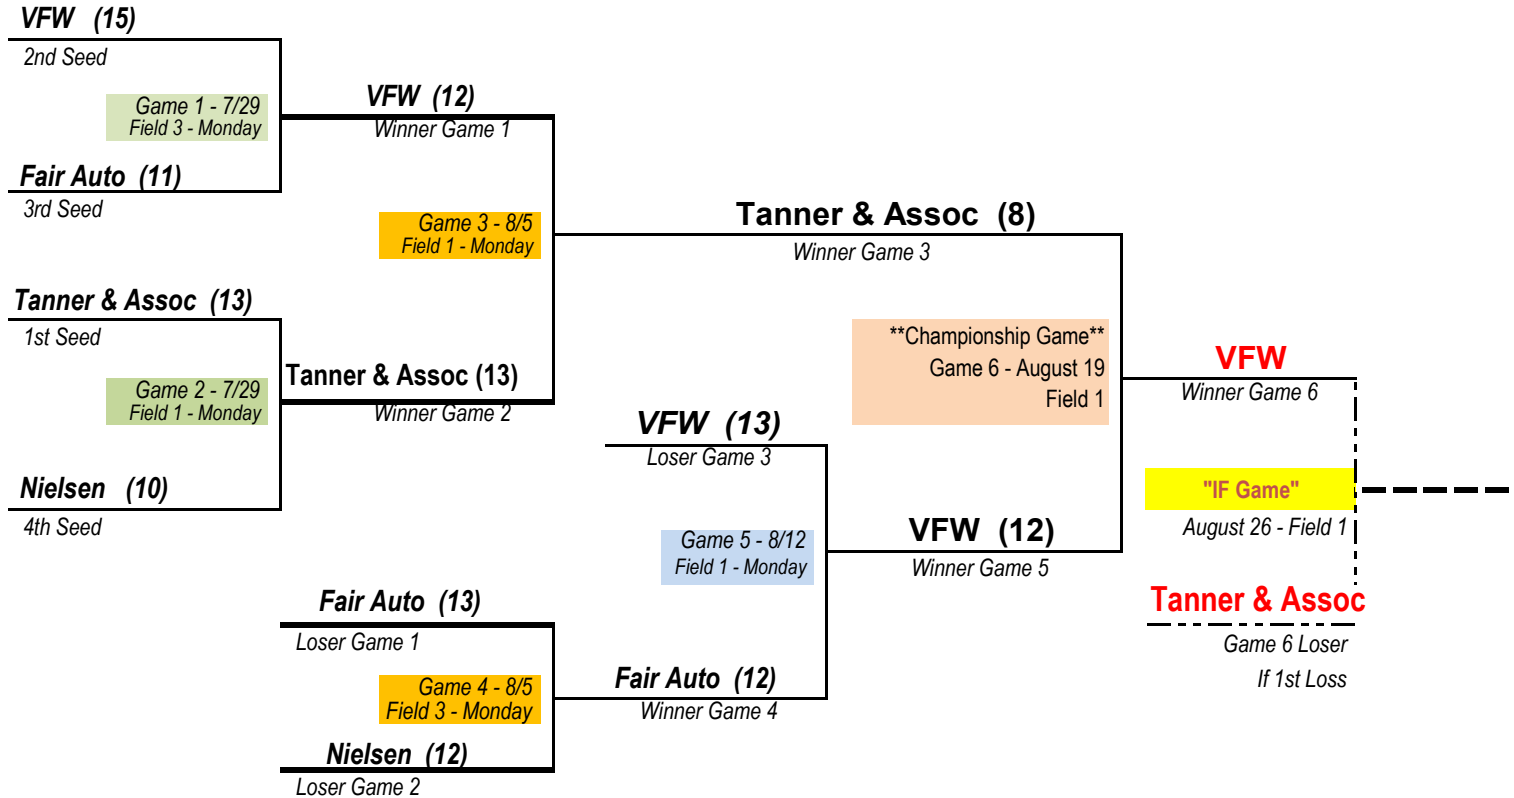 VFW (15)
2nd Seed
Game 1 - 7/29
Field 3 - Monday
Fair Auto (11)
3rd Seed
VFW (12)
Winner Game 1
Game 3 - 8/5
Field 1 - Monday
Tanner & Assoc (13)
1st Seed
Game 2 - 7/29
Field 1 - Monday
Nielsen (10)
4th Seed
Tanner & Assoc (13)
Winner Game 2
Tanner & Assoc (8)
Winner Game 3
**Championship Game**
Game 6 - August 19
Field 1
VFW (13)
Loser Game 3
Game 5 - 8/12
Field 1 - Monday
VFW (12)
Winner Game 5
Fair Auto (13)
Loser Game 1
Game 4 - 8/5
Field 3 - Monday
Nielsen (12)
Loser Game 2
Fair Auto (12)
Winner Game 4
VFW
Winner Game 6
"IF Game"
August 26 - Field 1
Tanner & Assoc
Game 6 Loser
If 1st Loss